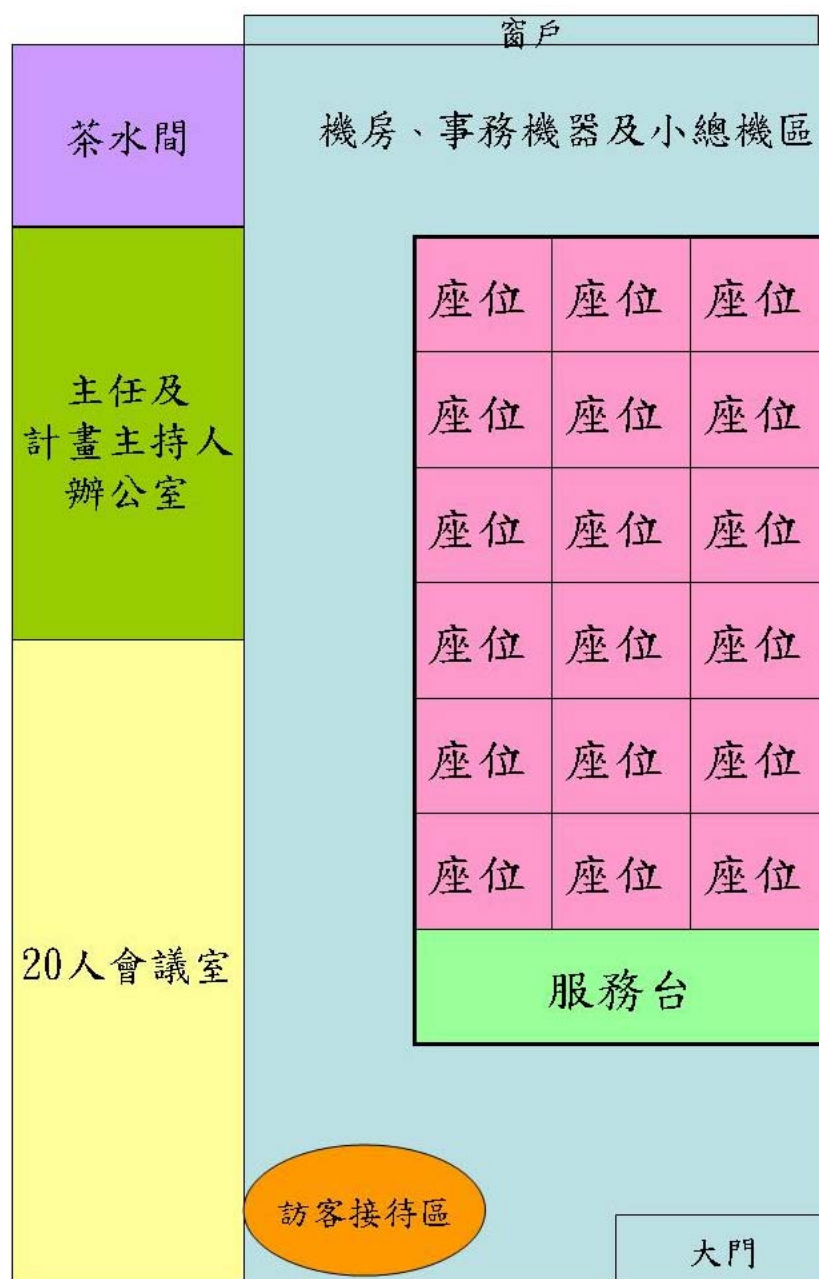 窗戶
茶水間
機房、事務機器及小總機區
座位 座位 座位
座位 座位 座位
主任及
計畫主持人
辦公室
座位 座位 座位
座位 座位 座位
座位 座位 座位
座位 座位 座位
20人會議室
服務台
訪客接待區
大門